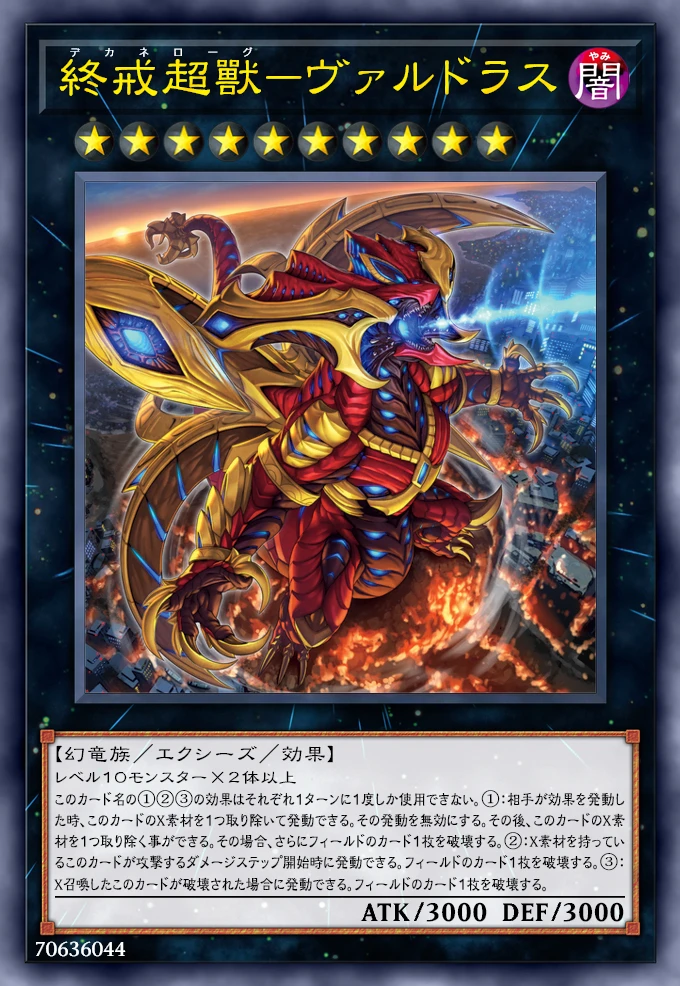 デカネローグ
終戒超獸－ヴァルドラス
やみ
闇
【幻竜族／エクシーズ／効果】
レベル１０モンスター×２体以上
このカード名の①②③の効果はそれぞれ1ターンに1度しか使用できない。①：相手が効果を発動し
た時、このカードのX素材を1つ取り除いて発動できる。その発動を無効にする。その後、このカードのX素
材を1つ取り除く事ができる。その場合、さらにフィールドのカード1枚を破壊する。②：X素材を持ってい
るこのカードが攻撃するダメージステップ開始時に発動できる。フィールドのカード1枚を破壊する。③：
X召喚したこのカードが破壊された場合に発動できる。フィールドのカード1枚を破壊する。
ATK/3000 DEF/3000
70636044